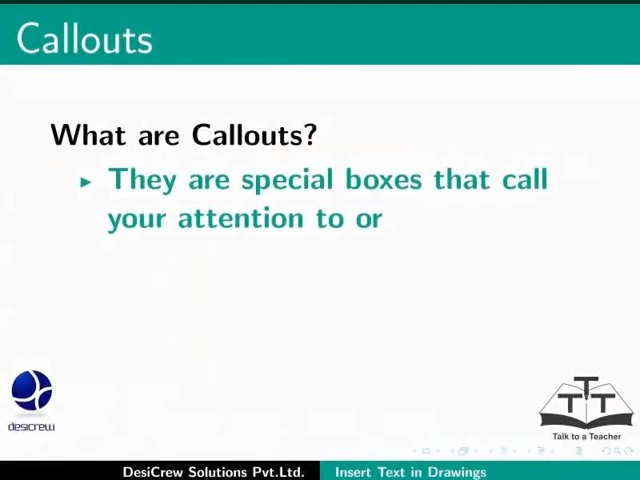 Callouts
What are Callouts?
They are special boxes that call
your attention to or
desicrew
T T T
Talk to a Teacher
DesiCrew Solutions Pvt.Ltd.
Insert Text in Drawings